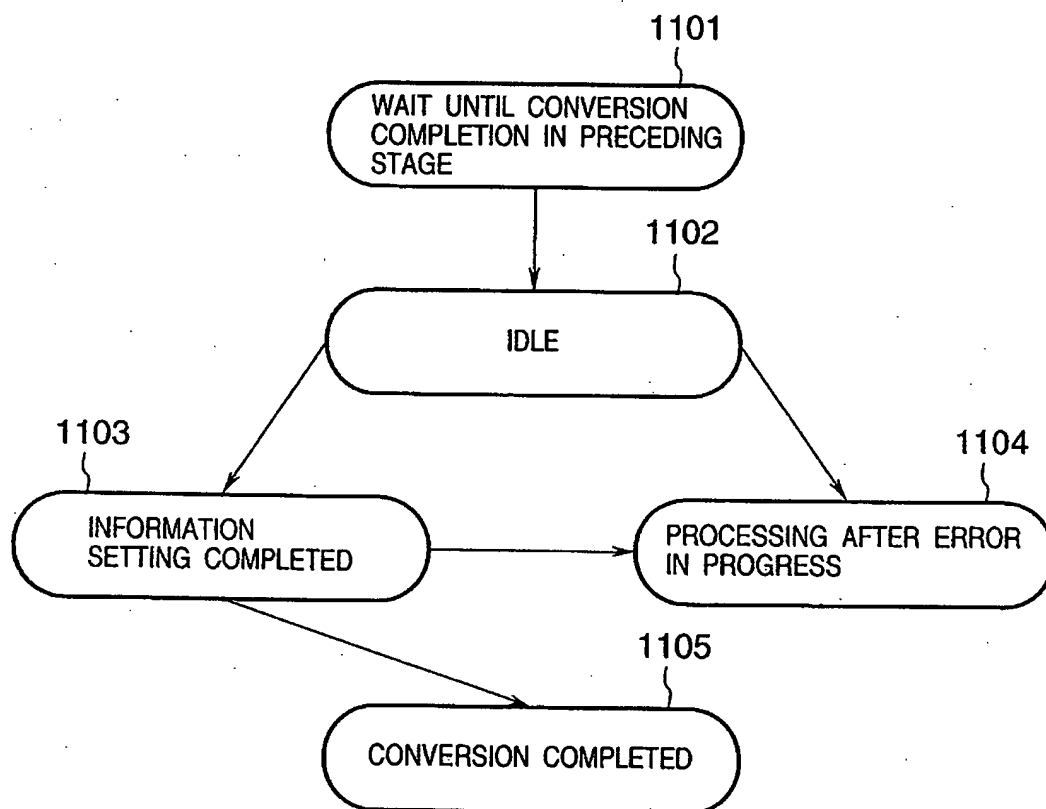 1101
WAIT UNTIL CONVERSION
COMPLETION IN PRECEDING
STAGE
1102
IDLE
1103
INFORMATION
SETTING COMPLETED
1104
PROCESSING AFTER ERROR
IN PROGRESS
1105
CONVERSION COMPLETED